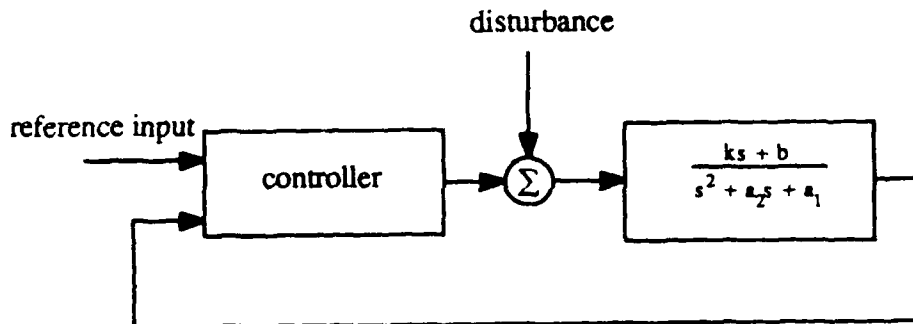 disturbance
reference input
controller
Σ
ks + b
s² + a₂s + a₁